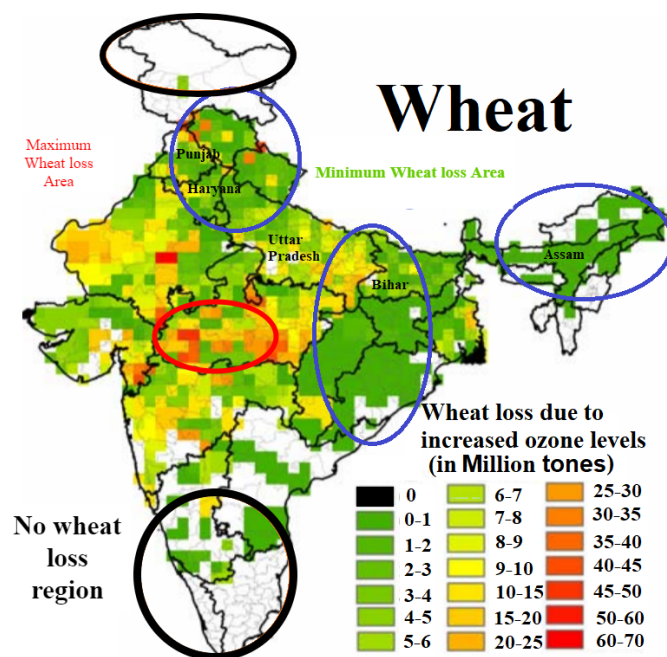 Wheat
Maximum
Wheat loss
Area
Punjab
Minimum Wheat loss Area
Haryana
Uttar
Pradesh
Assam
Bihar
Wheat loss due to
increased ozone levels
(in Million tones)
No wheat
loss
region
0
0-1
1-2
2-3
3-4
4-5
5-6
6-7
7-8
8-9
9-10
10-15
15-20
20-25
25-30
30-35
35-40
40-45
45-50
50-60
60-70